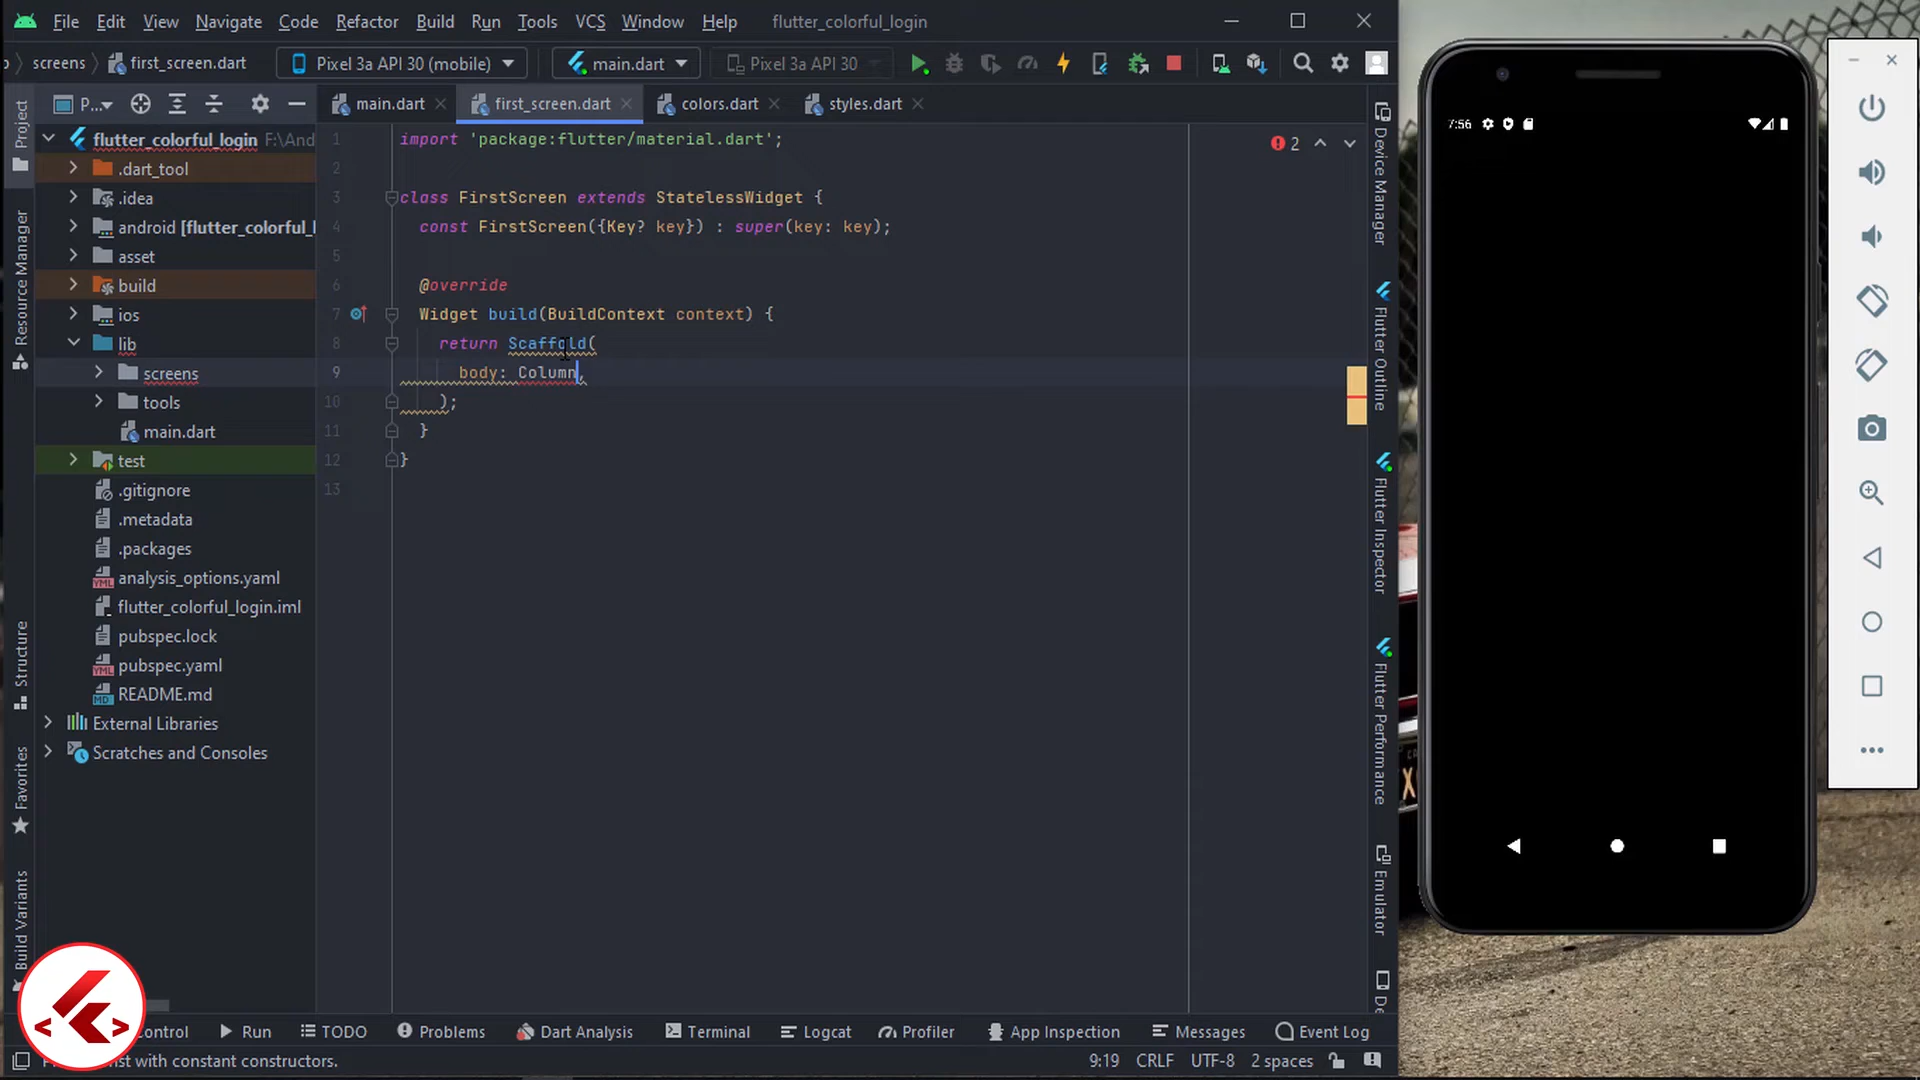 File Edit View Navigate Code Refactor Build Run Tools VCS Window Help flutter_colorful_login
screens first_screen.dart Pixel 3a API 30 (mobile) main.dart Pixel 3a API 30
Project
P...
main.dart first_screen.dart colors.dart styles.dart
flutter_colorful_login F:\And
.dart_tool
.idea
android [flutter_colorful_l
asset
build
ios
lib
screens
tools
main.dart
test
.gitignore
.metadata
.packages
analysis_options.yaml
flutter_colorful_login.iml
pubspec.lock
pubspec.yaml
README.md
External Libraries
Scratches and Consoles
Resource Manager
Structure
Favorites
Build Variants
1 import 'package:flutter/material.dart';
2
3 class FirstScreen extends StatelessWidget {
4 const FirstScreen({Key? key}) : super(key: key);
5
6 @override
7 Widget build(BuildContext context) {
8 return Scaffold(
9 body: Column,
10 );
11 }
12 }
13
2
Device Manager
Flutter Outline
Flutter Inspector
Flutter Performance
Emulator
De
7:56
ontrol Run TODO Problems Dart Analysis Terminal Logcat Profiler App Inspection Messages Event Log
ist with constant constructors. 9:19 CRLF UTF-8 2 spaces